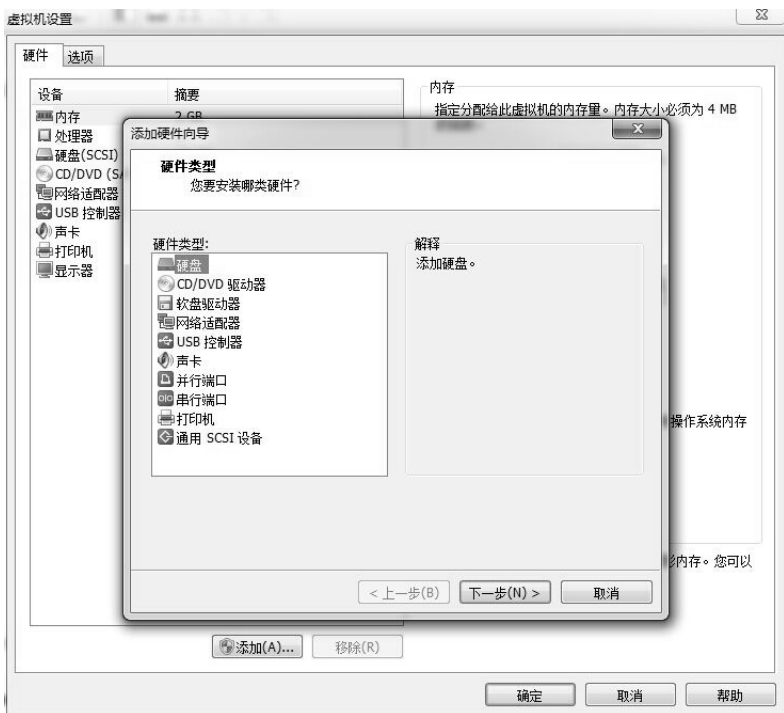 虚拟机设置
硬件 选项
设备 摘要
内存 2 GB
处理器
硬盘(SCSI)
CD/DVD (SA
网络适配器
USB 控制器
声卡
打印机
显示器
内存
指定分配给此虚拟机的内存量。内存大小必须为 4 MB
添加硬件向导
硬件类型
您要安装哪类硬件?
硬件类型:
硬盘
CD/DVD 驱动器
软盘驱动器
网络适配器
USB 控制器
声卡
并行端口
串行端口
打印机
通用 SCSI 设备
解释
添加硬盘。
操作系统内存
内存。您可以
<上一步(B) 下一步(N) > 取消
添加(A)... 移除(R)
确定 取消 帮助